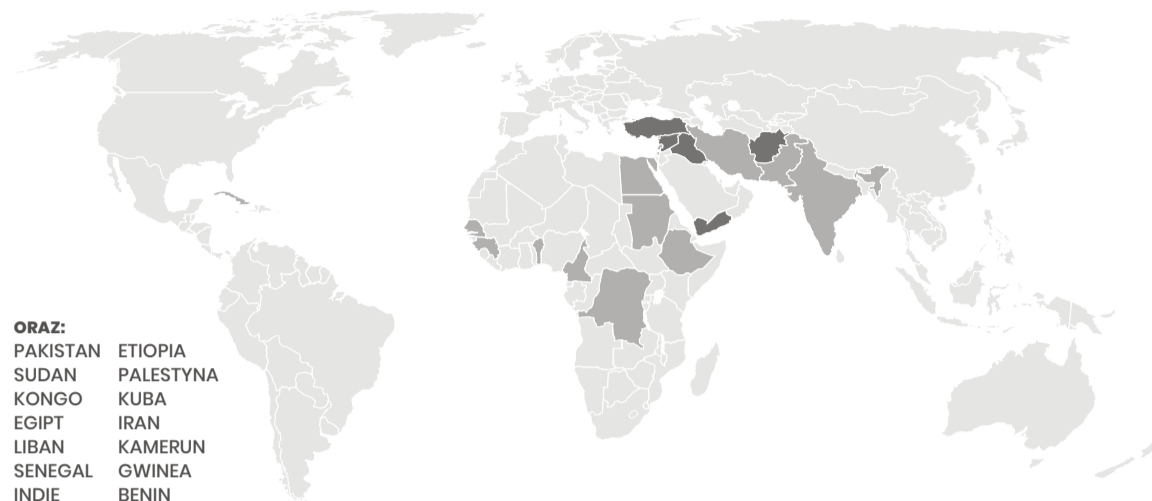 ORAZ:
PAKISTAN ETIOPIA
SUDAN PALESTYNA
KONGO KUBA
EGIPT IRAN
LIBAN KAMERUN
SENEGAL GWINEA
INDIE BENIN